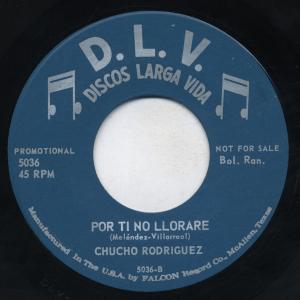 D. L. V.
DISCOS LARGA VIDA
PROMOTIONAL
5036
45 RPM
NOT FOR SALE
Bol. Ran.
POR TI NO LLORARE
(Meléndez-Villarreal)
CHUCHO RODRIGUEZ
5036-B
Manufactured In The U.S.A. by FALCON Record Co., McAllen, Texas